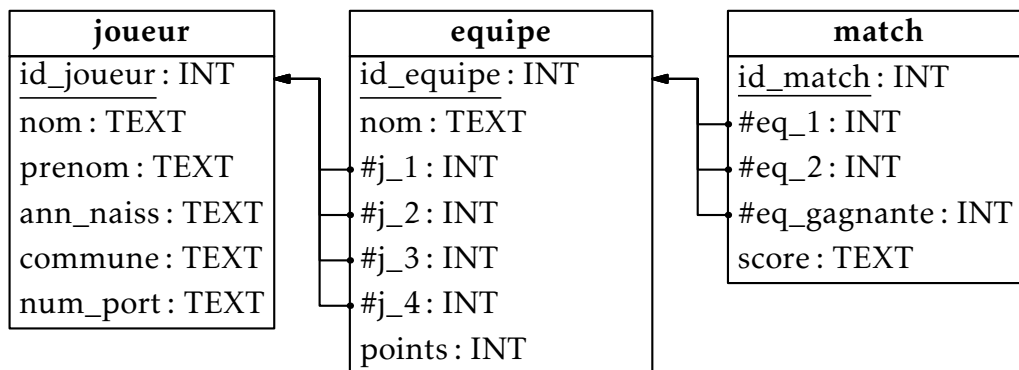 joueur
id_joueur : INT
nom : TEXT
prenom : TEXT
ann_naiss : TEXT
commune : TEXT
num_port : TEXT
equipe
id_equipe : INT
nom : TEXT
#j_1 : INT
#j_2 : INT
#j_3 : INT
#j_4 : INT
points : INT
match
id_match : INT
#eq_1 : INT
#eq_2 : INT
#eq_gagnante : INT
score : TEXT